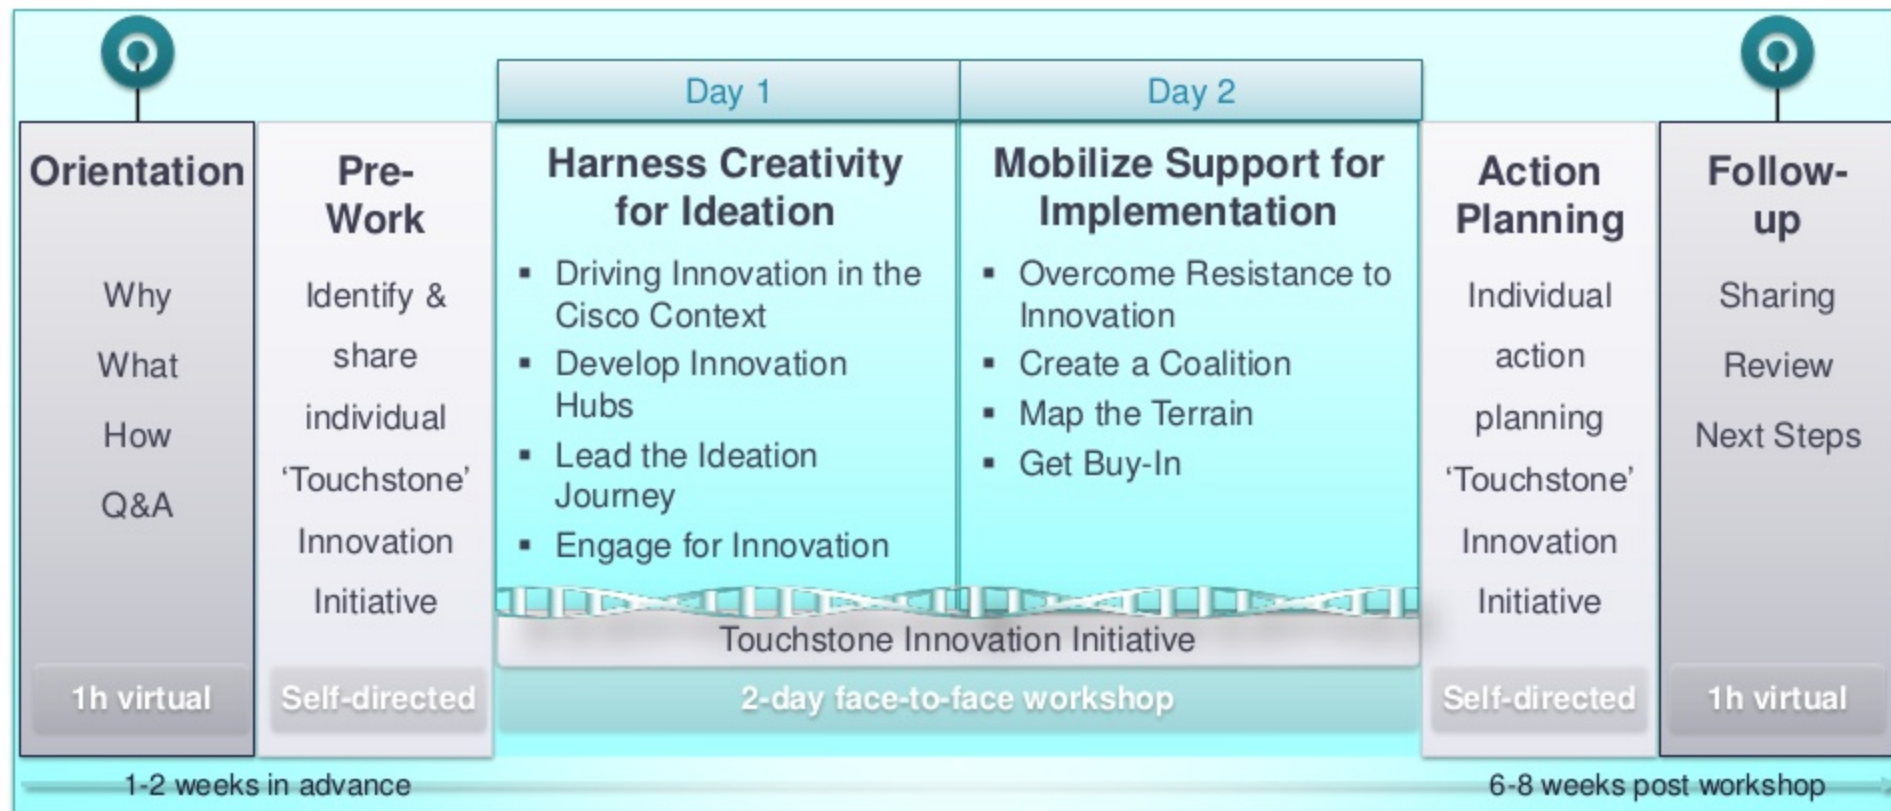 Day 1
Day 2
Orientation
Why
What
How
Q&A
1h virtual
Pre-
Work
Identify &
share
individual
‘Touchstone’
Innovation
Initiative
Self-directed
Harness Creativity
for Ideation
▪ Driving Innovation in the
Cisco Context
▪ Develop Innovation
Hubs
▪ Lead the Ideation
Journey
▪ Engage for Innovation
Mobilize Support for
Implementation
▪ Overcome Resistance to
Innovation
▪ Create a Coalition
▪ Map the Terrain
▪ Get Buy-In
Touchstone Innovation Initiative
2-day face-to-face workshop
Action
Planning
Individual
action
planning
‘Touchstone’
Innovation
Initiative
Self-directed
Follow-
up
Sharing
Review
Next Steps
1h virtual
1-2 weeks in advance
6-8 weeks post workshop